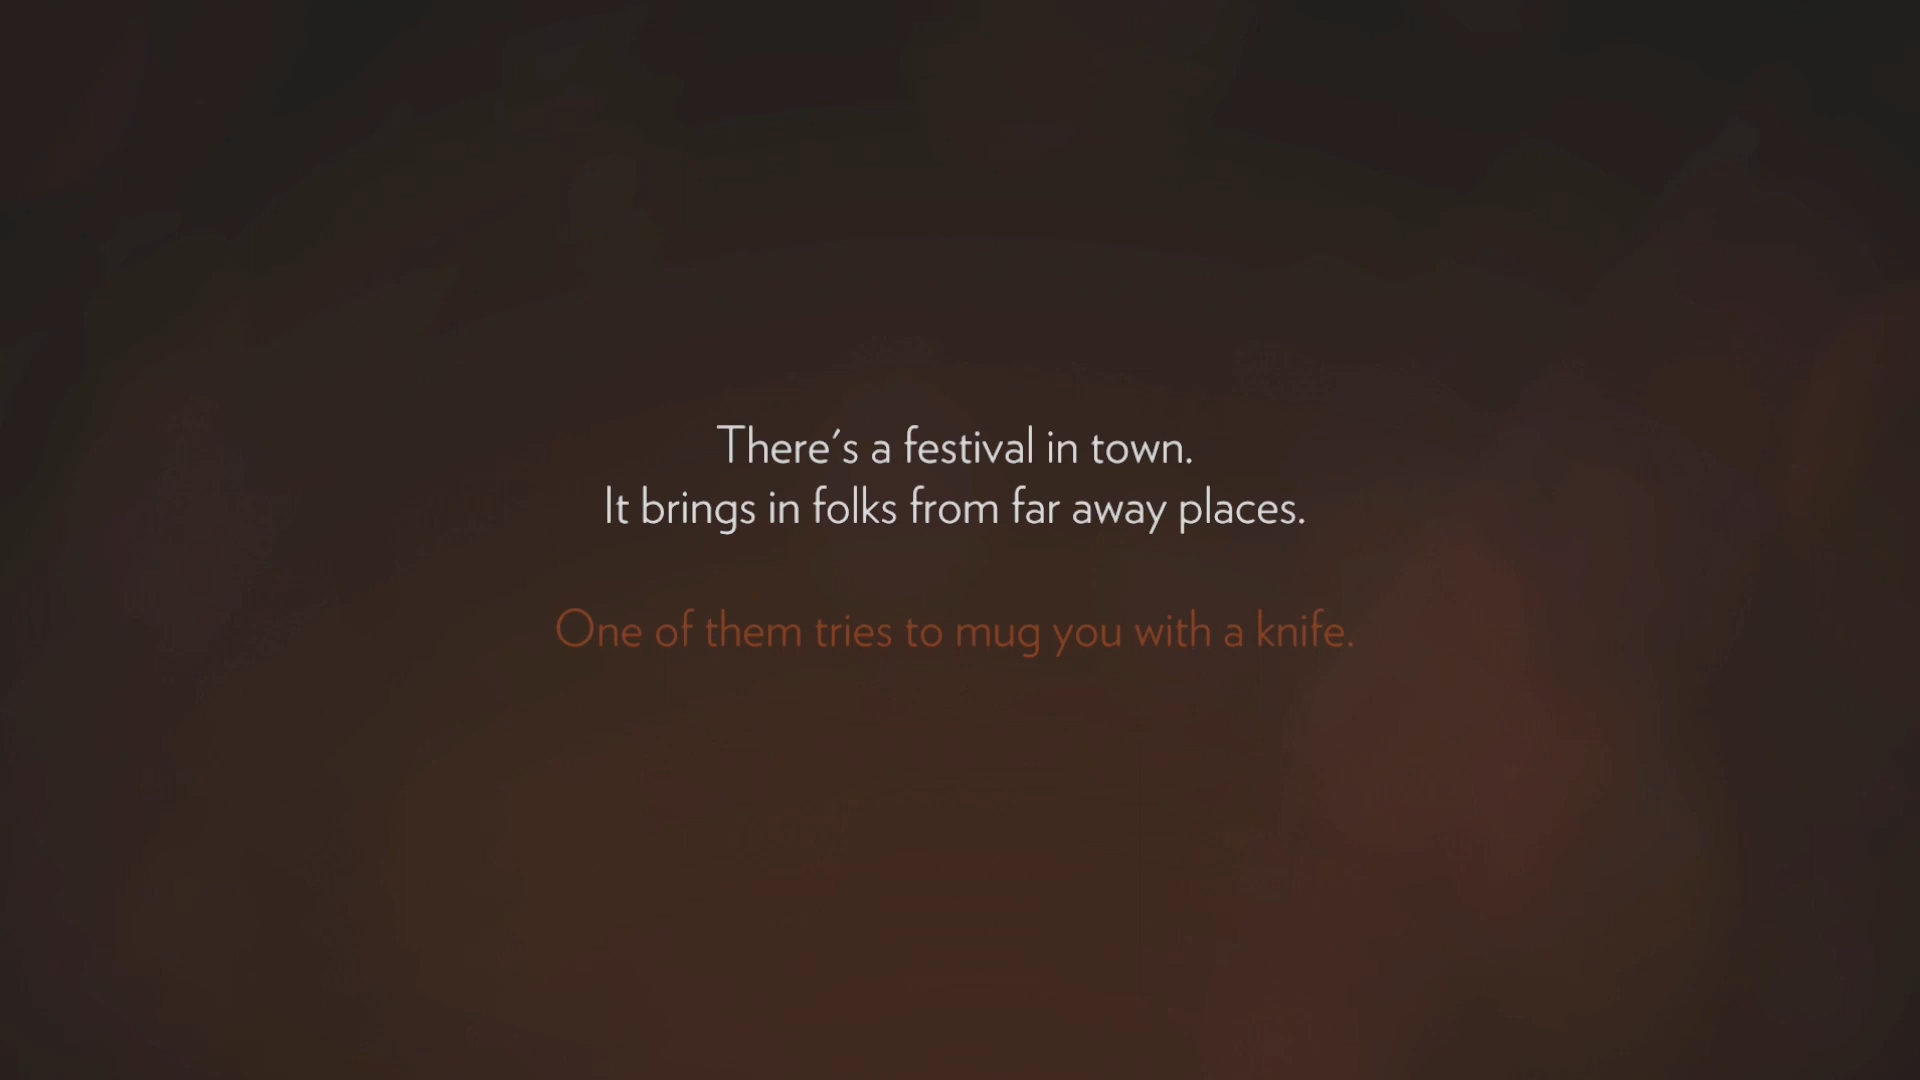 There's a festival in town.
It brings in folks from far away places.
One of them tries to mug you with a knife.